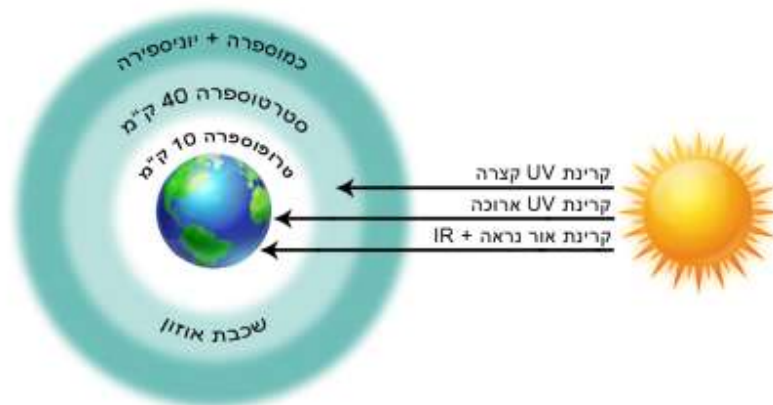 כמוספרה + יוניספירה
סטרטוספרה 40 ק"מ
טרופוספרה 10 ק"מ
שכבת אוזון
קרינת UV קצרה
קרינת UV ארוכה
קרינת אור נראה + IR